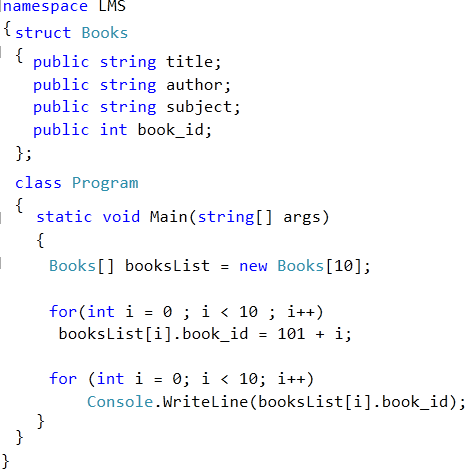 namespace LMS
{struct Books
{ public string title;
public string author;
public string subject;
public int book_id;
};
class Program
{
static void Main(string[] args)
{
Books[] booksList = new Books[10];
for(int i = 0 ; i < 10 ; i++)
booksList[i].book_id = 101 + i;
for (int i = 0; i < 10; i++)
Console.WriteLine(booksList[i].book_id);
}
}
}